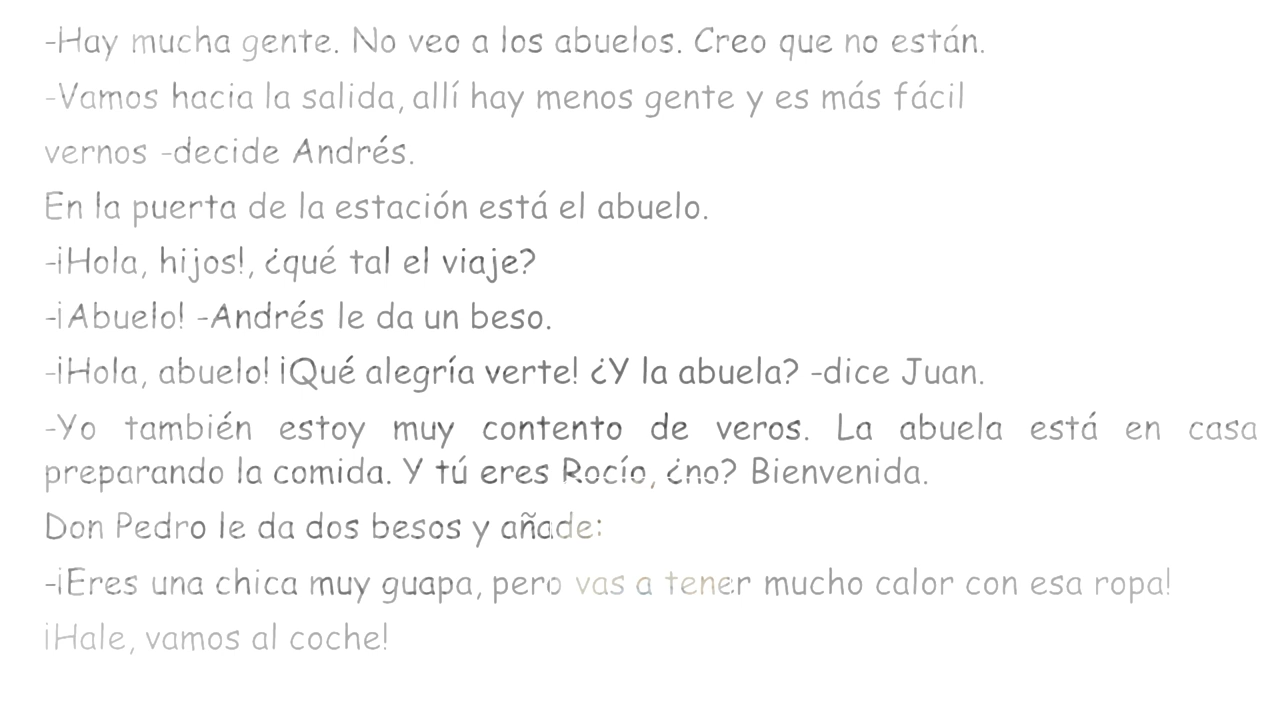 -Hay mucha gente. No veo a los abuelos. Creo que no están.
-Vamos hacia la salida, allí hay menos gente y es más fácil
vernos -decide Andrés.
En la puerta de la estación está el abuelo.
-¡Hola, hijos!, ¿qué tal el viaje?
-¡Abuelo! -Andrés le da un beso.
-¡Hola, abuelo! ¡Qué alegría verte! ¿Y la abuela? -dice Juan.
-Yo también estoy muy contento de veros. La abuela está en casa
preparando la comida. Y tú eres Rocío, ¿no? Bienvenida.
Don Pedro le da dos besos y añade:
-¡Eres una chica muy guapa, pero vas a tener mucho calor con esa ropa!
¡Hale, vamos al coche!